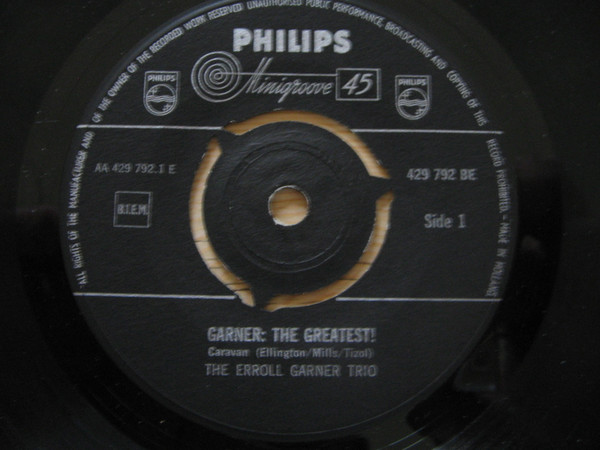 ALL RIGHTS OF THE MANUFACTURER AND OF THE OWNER OF THE RECORDED WORK RESERVED UNAUTHORISED PUBLIC PERFORMANCE, BROADCASTING AND COPYING OF THIS RECORD PROHIBITED - MADE IN HOLLAND
PHILIPS
Minigroove 45
PHILIPS
PHILIPS
AA 429 792.1 E
429 792 BE
B.I.E.M.
Side 1
GARNER: THE GREATEST!
Caravan (Ellington/Mills/Tizol)
THE ERROLL GARNER TRIO